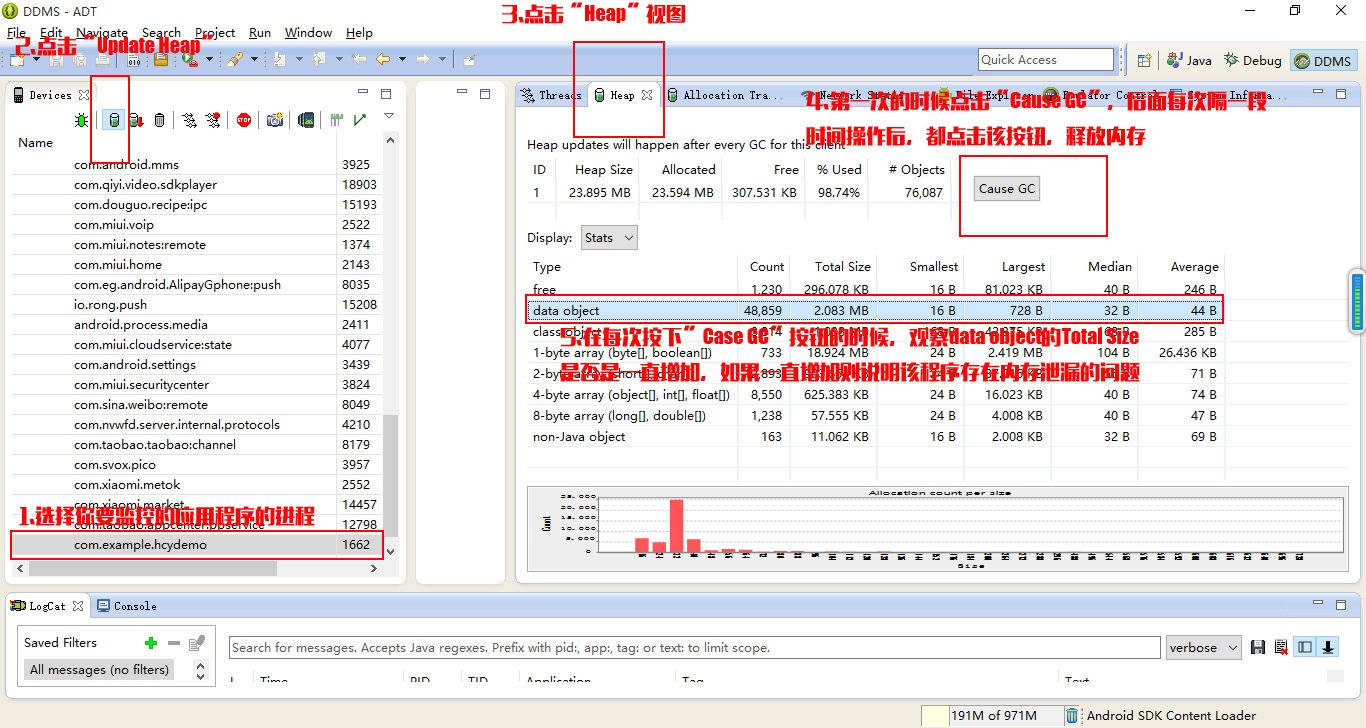 DDMS - ADT
3.点击“Heap”视图
File Edit Navigate Search Project Run Window Help
2.点击“Update Heap”
Quick Access
Java Debug DDMS
Devices
Threads Heap Allocation Tra... Network Stat File Explor Emulator Control System Informa...
4.第一次的时候点击“Cause GC”，后面每次隔一段
时间操作后，都点击该按钮，释放内存
Name
com.android.mms 3925
com.qiyi.video.sdkplayer 18903
com.douguo.recipe:ipc 15193
com.miui.voip 2522
com.miui.notes:remote 1374
com.miui.home 2143
com.eg.android.AlipayGphone:push 8035
io.rong.push 15208
android.process.media 2411
com.miui.cloudservice:state 4077
com.android.settings 3439
com.miui.securitycenter 3824
com.sina.weibo:remote 8049
com.nvwfd.server.internal.protocols 4210
com.taobao.taobao:channel 8179
com.svox.pico 3957
com.xiaomi.metok 2552
com.xiaomi.market 14457
1.选择你要监控的应用程序的进程
com.taobao.appcenter:ppservice 12798
com.example.hcydemo 1662
Heap updates will happen after every GC for this client
ID Heap Size Allocated Free % Used # Objects
1 23.895 MB 23.594 MB 307.531 KB 98.74% 76,087
Cause GC
Display: Stats
Type Count Total Size Smallest Largest Median Average
free 1,230 296.078 KB 16 B 81.023 KB 40 B 246 B
data object 48,859 2.083 MB 16 B 728 B 32 B 44 B
class object 168 B 285 B
5.在每次按下”Case GC”按钮的时候，观察data object的Total Size
1-byte array (byte[], boolean[]) 733 18.924 MB 24 B 2.419 MB 104 B 26.436 KB
是否是一直增加，如果一直增加则说明该程序存在内存泄漏的问题
2-byte array 71 B
4-byte array (object[], int[], float[]) 8,550 625.383 KB 24 B 16.023 KB 40 B 74 B
8-byte array (long[], double[]) 1,238 57.555 KB 24 B 4.008 KB 40 B 47 B
non-Java object 163 11.062 KB 16 B 2.008 KB 32 B 69 B
Allocation count per size
Count
25,000
20,000
15,000
10,000
5,000
0
Size
LogCat Console
Saved Filters
All messages (no filters)
Search for messages. Accepts Java regexes. Prefix with pid:, app:, tag: or text: to limit scope.
verbose
L Time PID TID Application Tag Text
191M of 971M Android SDK Content Loader